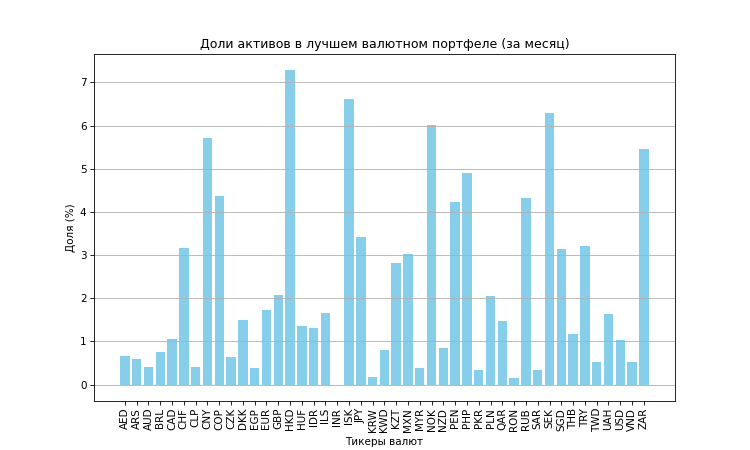 Доли активов в лучшем валютном портфеле (за месяц)
7
6
5
4
3
2
1
0
Доля (%)
AED ARS AUD BRL CAD CHF CLP CNY COP CZK DKK EGP EUR GBP HKD HUF IDR ILS INR ISK JPY KRW KWD KZT MXN MYR NOK NZD PEN PHP PKR PLN QAR RON RUB SAR SEK SGD THB TRY TWD UAH USD VND ZAR
Тикеры валют